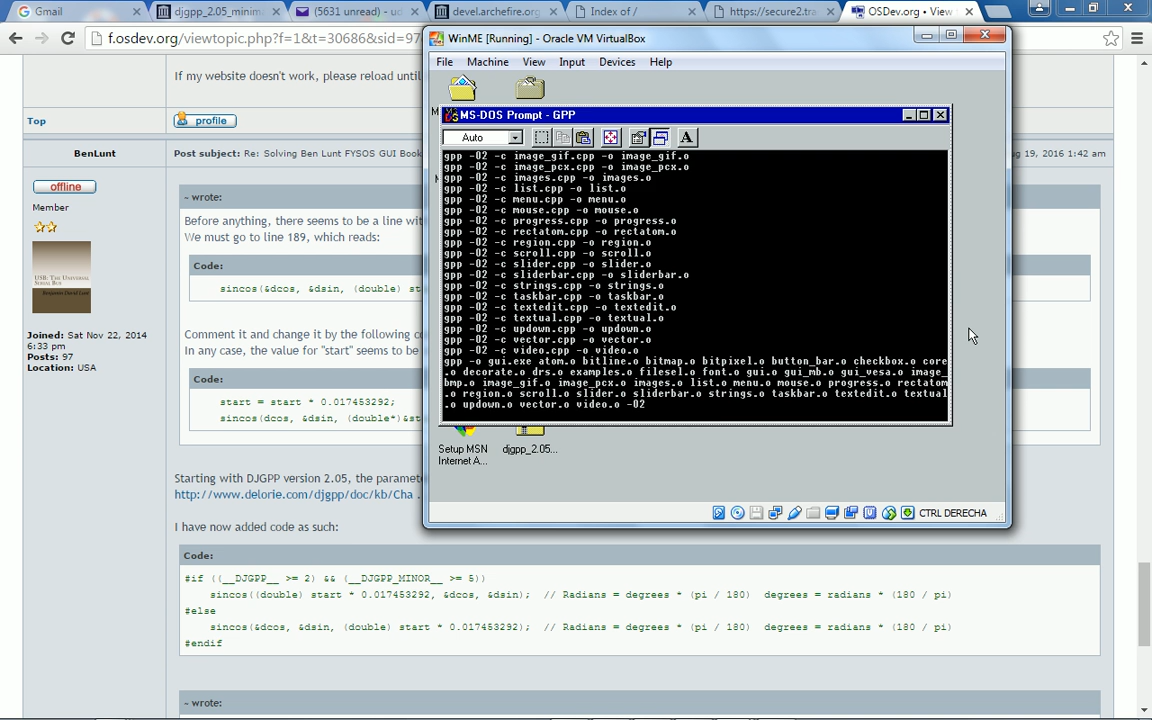 Gmail
djgpp_2.05_minima
(5631 unread) - ud
devel.archefire.org/
Index of /
https://secure2.tra
OSDev.org • View
f.osdev.org/viewtopic.php?f=1&t=30686&sid=97
If my website doesn't work, please reload until
Top
profile
BenLunt
Post subject: Re: Solving Ben Lunt FYSOS GUI Book
g 19, 2016 1:42 am
offline
Member
USB: The Universal
Serial Bus
Joined: Sat Nov 22, 2014
6:33 pm
Posts: 97
Location: USA
~ wrote:
Before anything, there seems to be a line wit
We must go to line 189, which reads:
Code:
sincos(&dcos, &dsin, (double) st
Comment it and change it by the following c
In any case, the value for "start" seems to be
Code:
start = start * 0.017453292;
sincos(dcos, &dsin, (double*)&st
Starting with DJGPP version 2.05, the paramet
http://www.delorie.com/djgpp/doc/kb/Cha .
I have now added code as such:
Code:
#if ((__DJGPP__ >= 2) && (__DJGPP_MINOR__ >= 5))
sincos((double) start * 0.017453292, &dcos, &dsin);  // Radians = degrees * (pi / 180)  degrees = radians * (180 / pi)
#else
sincos(&dcos, &dsin, (double) start * 0.017453292);  // Radians = degrees * (pi / 180)  degrees = radians * (180 / pi)
#endif
~ wrote:
WinME [Running] - Oracle VM VirtualBox
File Machine View Input Devices Help
MS-DOS Prompt - GPP
Auto
A
gpp -O2 -c image_gif.cpp -o image_gif.o
gpp -O2 -c image_pcx.cpp -o image_pcx.o
gpp -O2 -c images.cpp -o images.o
gpp -O2 -c list.cpp -o list.o
gpp -O2 -c menu.cpp -o menu.o
gpp -O2 -c mouse.cpp -o mouse.o
gpp -O2 -c progress.cpp -o progress.o
gpp -O2 -c rectatom.cpp -o rectatom.o
gpp -O2 -c region.cpp -o region.o
gpp -O2 -c scroll.cpp -o scroll.o
gpp -O2 -c slider.cpp -o slider.o
gpp -O2 -c sliderbar.cpp -o sliderbar.o
gpp -O2 -c strings.cpp -o strings.o
gpp -O2 -c taskbar.cpp -o taskbar.o
gpp -O2 -c textedit.cpp -o textedit.o
gpp -O2 -c textual.cpp -o textual.o
gpp -O2 -c updown.cpp -o updown.o
gpp -O2 -c vector.cpp -o vector.o
gpp -O2 -c video.cpp -o video.o
gpp -o gui.exe atom.o bitline.o bitmap.o bitpixel.o button_bar.o checkbox.o core
.o decorate.o drs.o examples.o filesel.o font.o gui.o gui_mb.o gui_vesa.o image_
bmp.o image_gif.o image_pcx.o images.o list.o menu.o mouse.o progress.o rectatom
.o region.o scroll.o slider.o sliderbar.o strings.o taskbar.o textedit.o textual
.o updown.o vector.o video.o -O2
Setup MSN
Internet A...
djgpp_2.05...
CTRL DERECHA